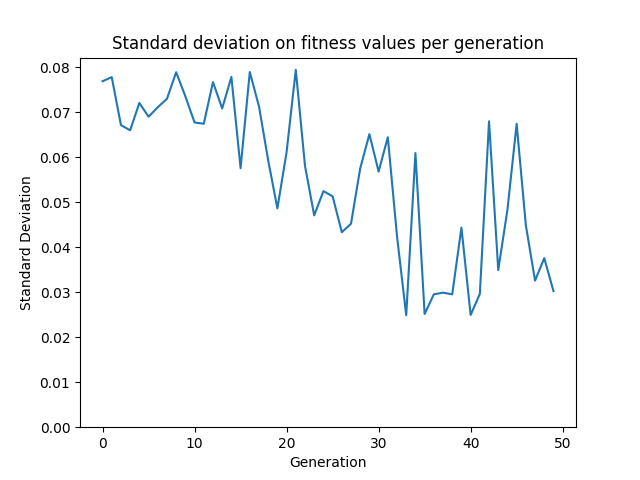 Standard deviation on fitness values per generation
0.08
0.07
0.06
0.05
0.04
0.03
0.02
0.01
0.00
Standard Deviation
0 10 20 30 40 50
Generation